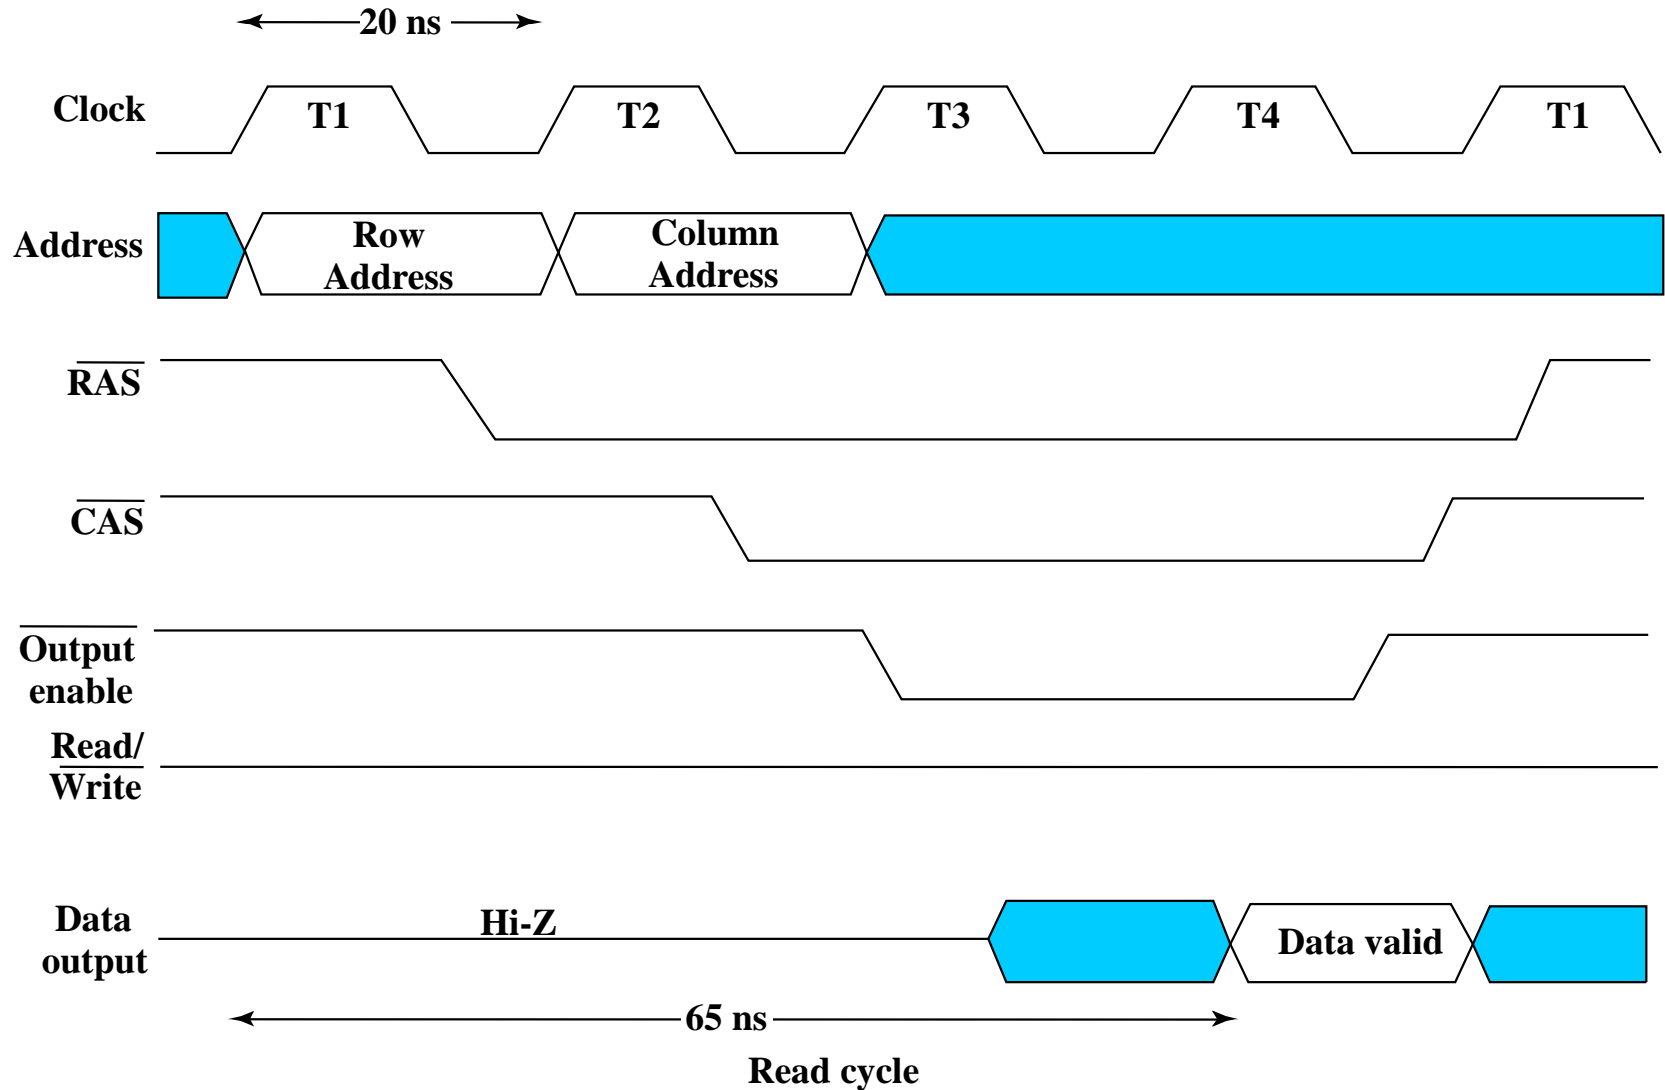 20 ns
Clock
T1 T2 T3 T4 T1
Address
Row
Address
Column
Address
RAS
CAS
Output
enable
Read/
Write
Data
output
Hi-Z
Data valid
65 ns
Read cycle